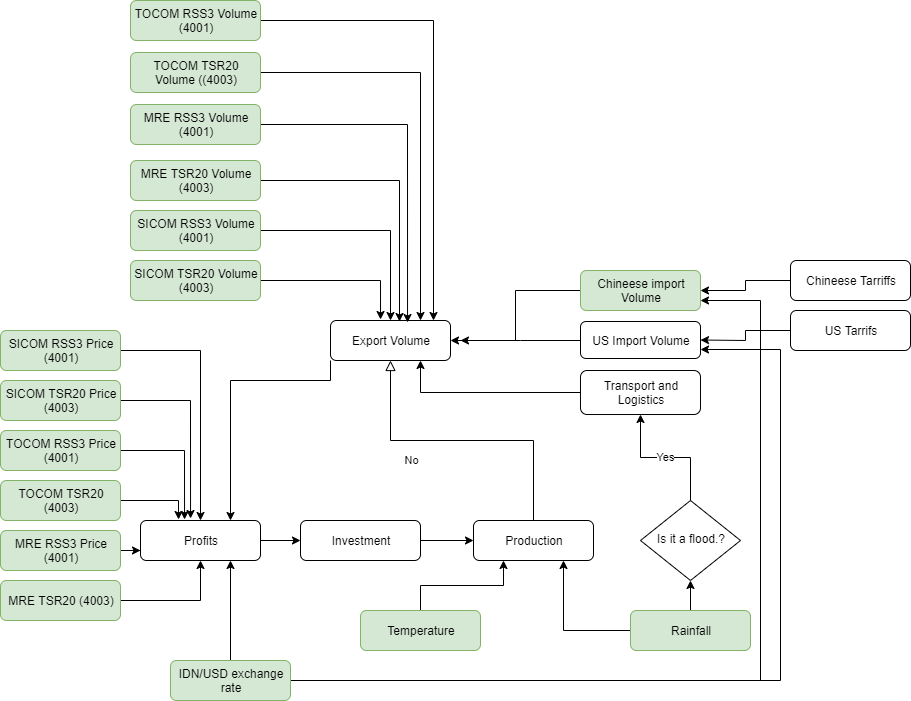 TOCOM RSS3 Volume
(4001)
TOCOM TSR20
Volume ((4003)
MRE RSS3 Volume
(4001)
MRE TSR20 Volume
(4003)
SICOM RSS3 Volume
(4001)
SICOM TSR20 Volume
(4003)
Chineese import
Volume
Chineese Tarriffs
US Import Volume
US Tarrifs
Export Volume
Transport and
Logistics
SICOM RSS3 Price
(4001)
SICOM TSR20 Price
(4003)
TOCOM RSS3 Price
(4001)
TOCOM TSR20
(4003)
MRE RSS3 Price
(4001)
MRE TSR20 (4003)
No
Yes
Profits
Investment
Production
Is it a flood.?
Temperature
Rainfall
IDN/USD exchange
rate